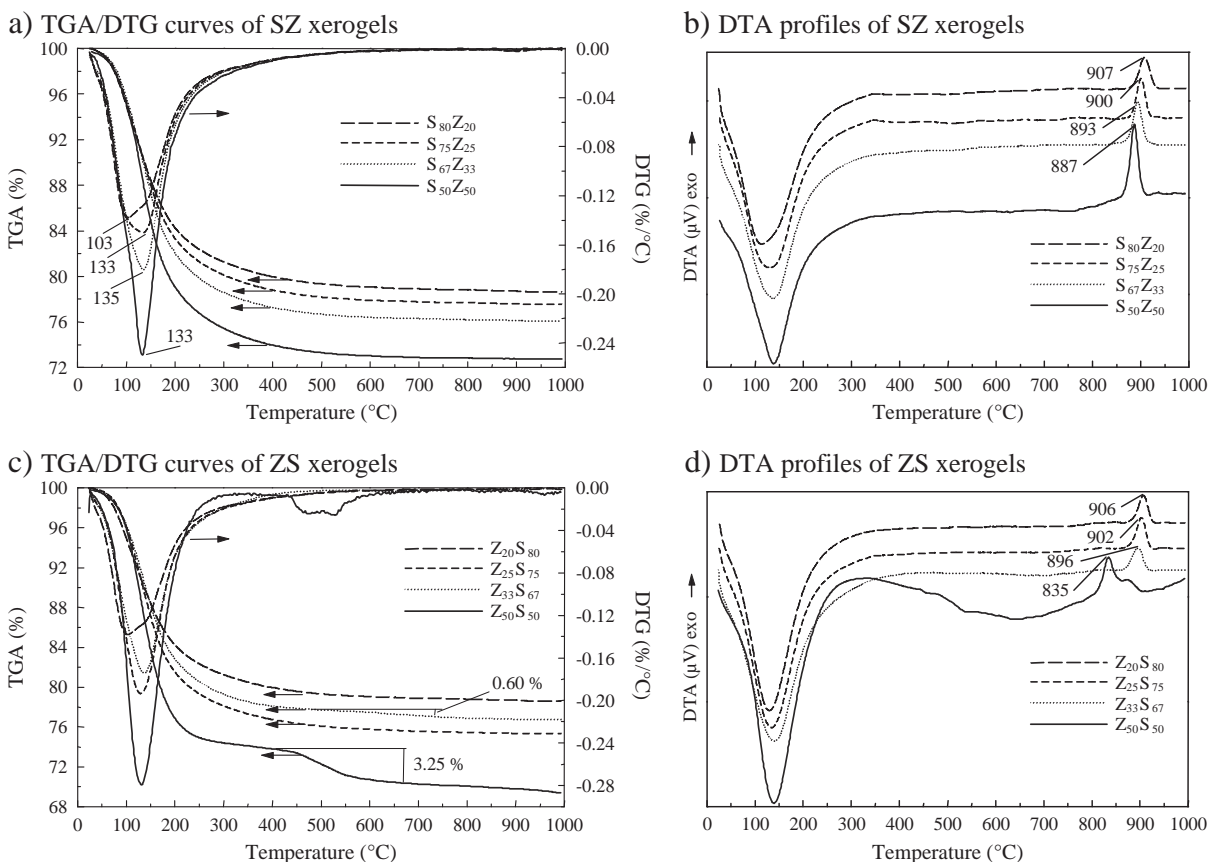 a) TGA/DTG curves of SZ xerogels
100
96
92
88
84
80
76
72
TGA (%)
0.00
-0.04
-0.08
-0.12
-0.16
-0.20
-0.24
DTG (%/°C)
S80Z20
S75Z25
S67Z33
S50Z50
103
133
135
133
0 100 200 300 400 500 600 700 800 900 1000
Temperature (°C)
b) DTA profiles of SZ xerogels
DTA (µV) exo
907
900
893
887
S80Z20
S75Z25
S67Z33
S50Z50
0 100 200 300 400 500 600 700 800 900 1000
Temperature (°C)
c) TGA/DTG curves of ZS xerogels
100
96
92
88
84
80
76
72
68
TGA (%)
0.00
-0.04
-0.08
-0.12
-0.16
-0.20
-0.24
-0.28
DTG (%/°C)
Z20S80
Z25S75
Z33S67
Z50S50
0.60 %
3.25 %
0 100 200 300 400 500 600 700 800 900 1000
Temperature (°C)
d) DTA profiles of ZS xerogels
DTA (µV) exo
906
902
896
835
Z20S80
Z25S75
Z33S67
Z50S50
0 100 200 300 400 500 600 700 800 900 1000
Temperature (°C)